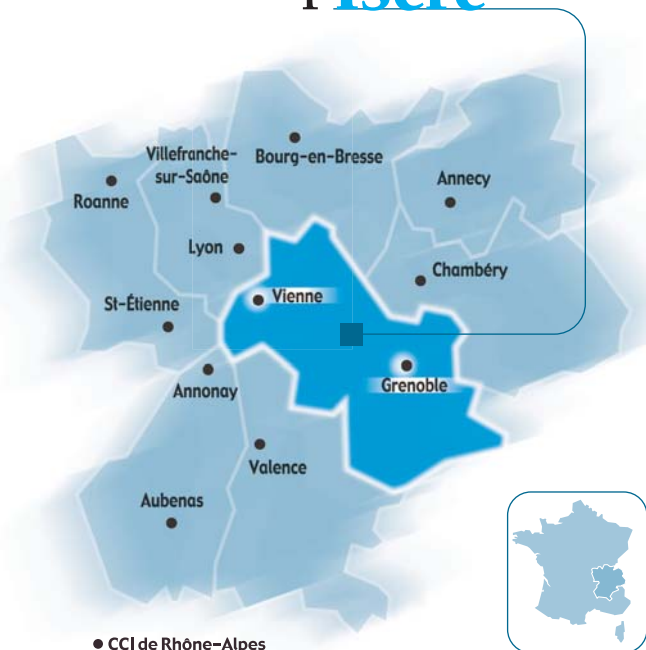 l'Isère
Villefranche-
sur-Saône
Bourg-en-Bresse
Roanne
Annecy
Lyon
Chambéry
Vienne
St-Étienne
Grenoble
Annonay
Valence
Aubenas
● CCI de Rhône-Alpes